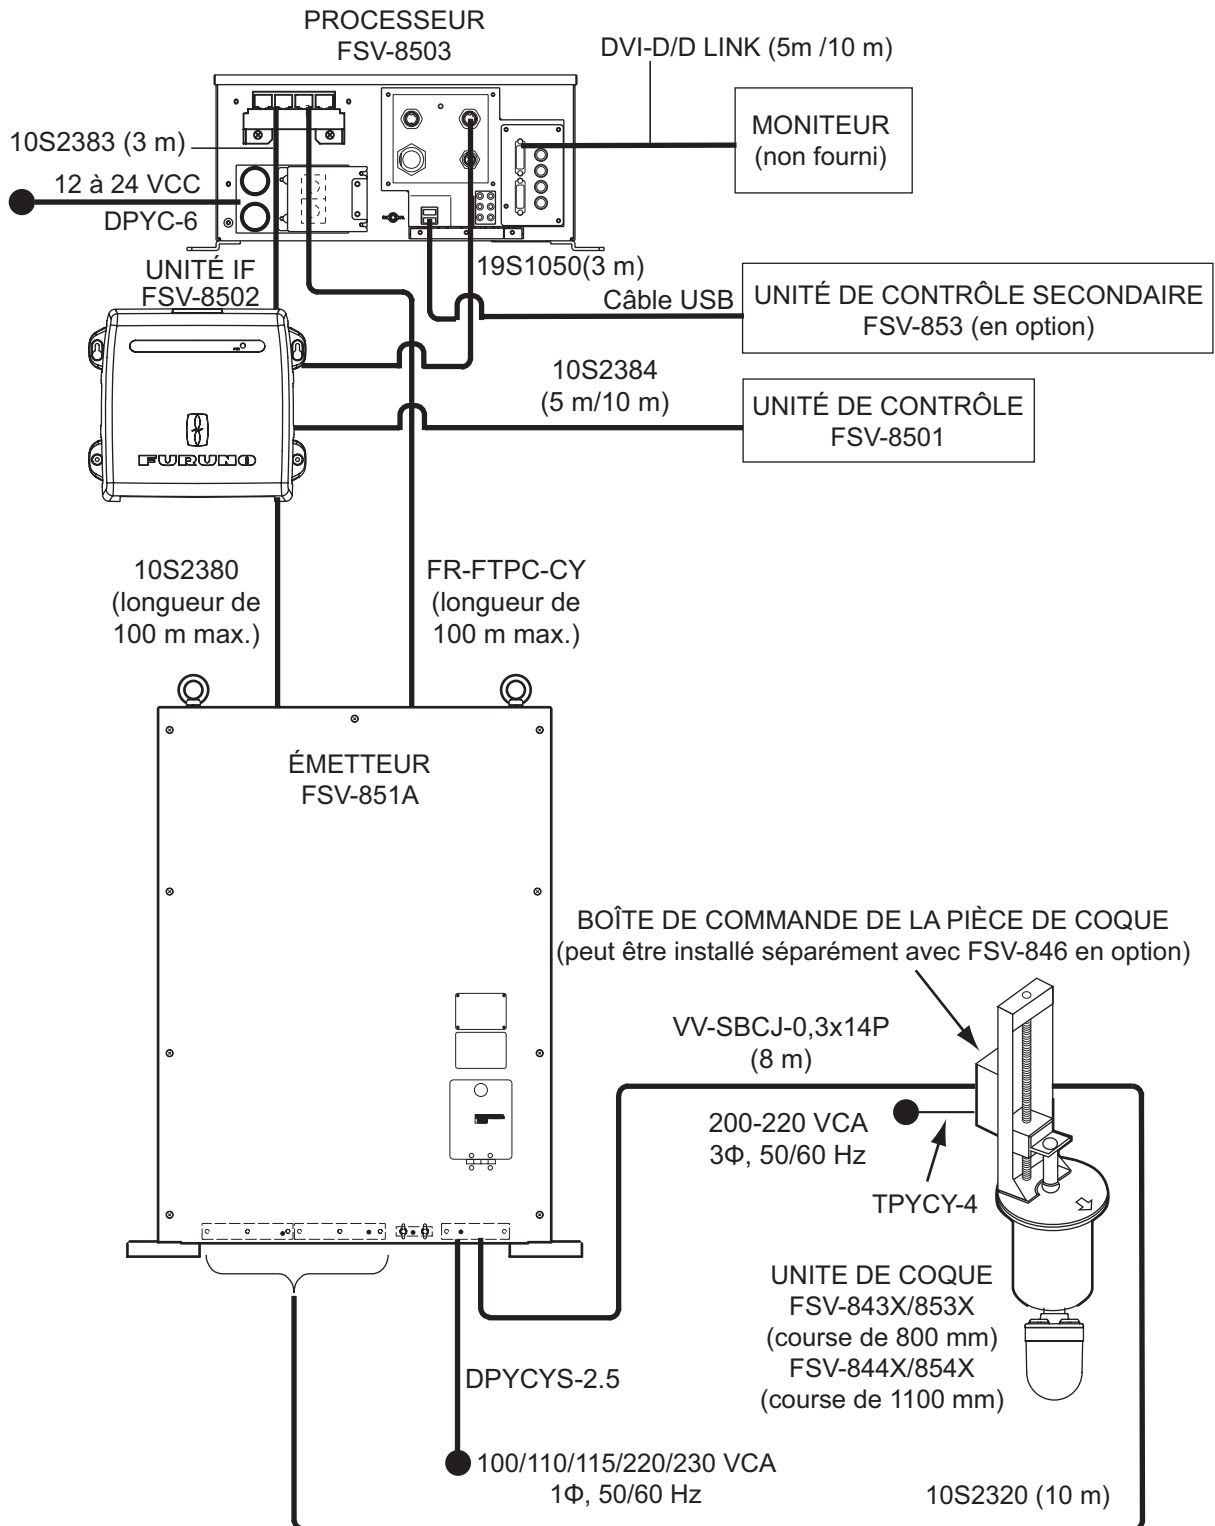 PROCESSEUR
FSV-8503
DVI-D/D LINK (5m /10 m)
MONITEUR
(non fourni)
10S2383 (3 m)
12 à 24 VCC
DPYC-6
UNITÉ IF
FSV-8502
19S1050(3 m)
Câble USB
UNITÉ DE CONTRÔLE SECONDAIRE
FSV-853 (en option)
10S2384
(5 m/10 m)
UNITÉ DE CONTRÔLE
FSV-8501
FURUNO
10S2380
(longueur de
100 m max.)
FR-FTPC-CY
(longueur de
100 m max.)
ÉMETTEUR
FSV-851A
BOÎTE DE COMMANDE DE LA PIÈCE DE COQUE
(peut être installé séparément avec FSV-846 en option)
VV-SBCJ-0,3x14P
(8 m)
200-220 VCA
3Φ, 50/60 Hz
TPYCY-4
UNITE DE COQUE
FSV-843X/853X
(course de 800 mm)
FSV-844X/854X
(course de 1100 mm)
DPYCYS-2.5
100/110/115/220/230 VCA
1Φ, 50/60 Hz
10S2320 (10 m)